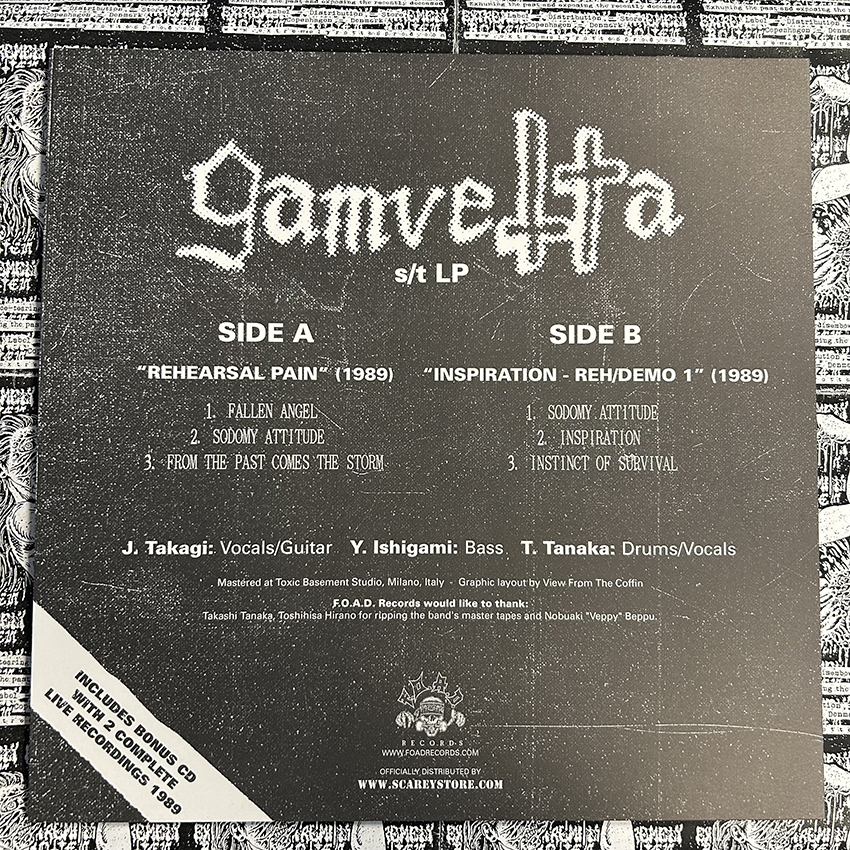 gamvetta
s/t LP
SIDE A
"REHEARSAL PAIN" (1989)
1. FALLEN ANGEL
2. SODOMY ATTITUDE
3. FROM THE PAST COMES THE STORM
SIDE B
"INSPIRATION - REH/DEMO 1" (1989)
1. SODOMY ATTITUDE
2. INSPIRATION
3. INSTINCT OF SURVIVAL
J. Takagi: Vocals/Guitar Y. Ishigami: Bass T. Tanaka: Drums/Vocals
Mastered at Toxic Basement Studio, Milano, Italy - Graphic layout by View From The Coffin
F.O.A.D. Records would like to thank:
Takashi Tanaka, Toshihisa Hirano for ripping the band's master tapes and Nobuaki "Veppy" Beppu.
INCLUDES BONUS CD
WITH 2 COMPLETE
LIVE RECORDINGS 1989
F.O.A.D.
RECORDS
WWW.FOADRECORDS.COM
OFFICIALLY DISTRIBUTED BY
WWW.SCAREYSTORE.COM